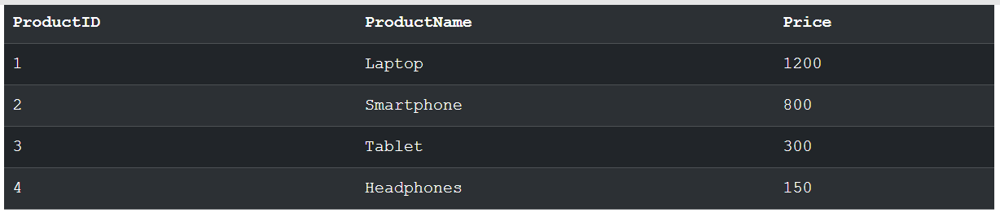 ProductID ProductName Price
1 Laptop 1200
2 Smartphone 800
3 Tablet 300
4 Headphones 150